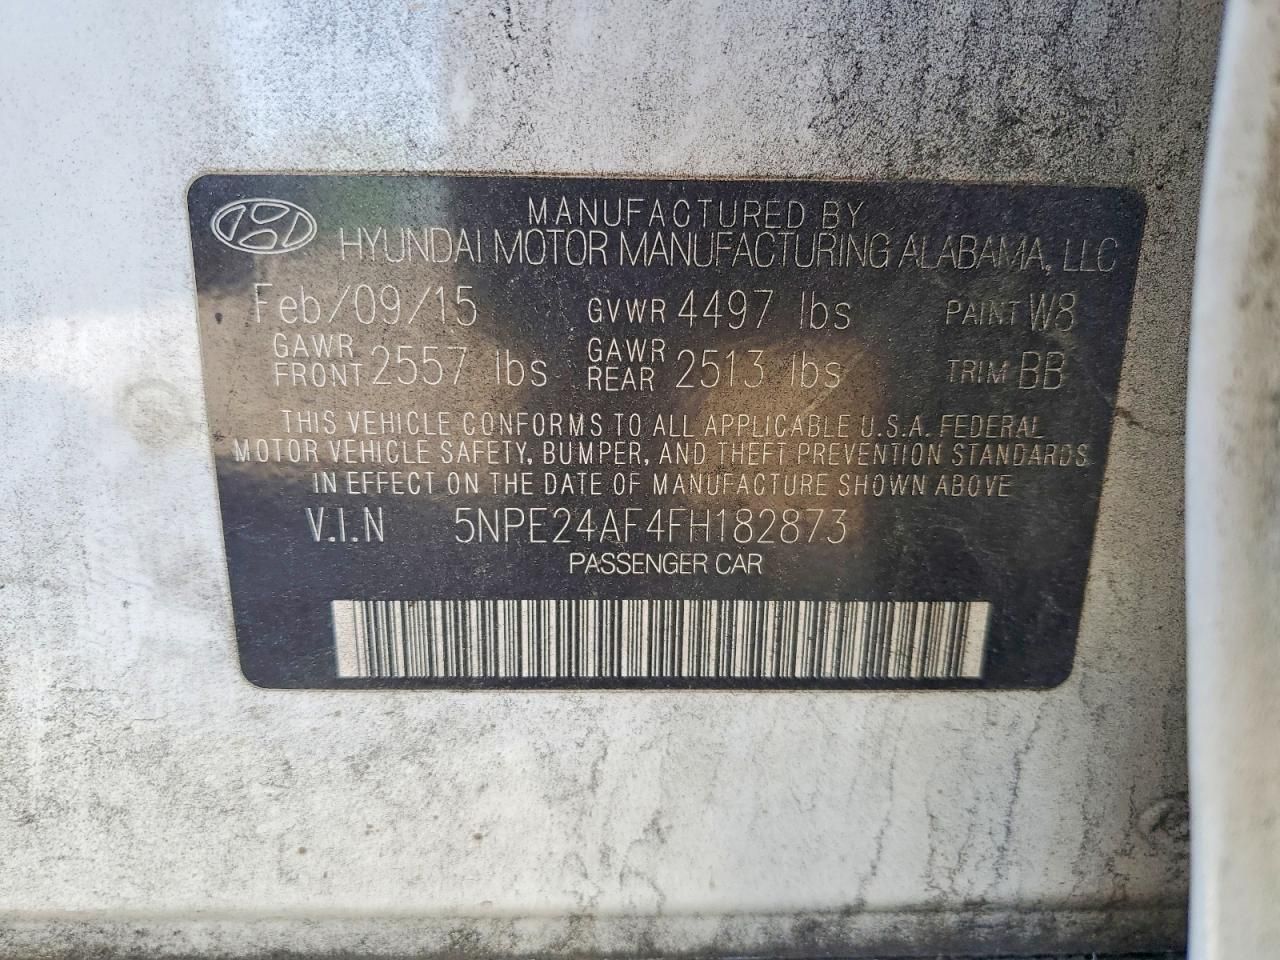 MANUFACTURED BY
HYUNDAI MOTOR MANUFACTURING ALABAMA, LLC
Feb/09/15 GVWR 4497 lbs PAINT W8
GAWR FRONT 2557 lbs GAWR REAR 2513 lbs TRIM BB
THIS VEHICLE CONFORMS TO ALL APPLICABLE U.S.A. FEDERAL
MOTOR VEHICLE SAFETY, BUMPER, AND THEFT PREVENTION STANDARDS
IN EFFECT ON THE DATE OF MANUFACTURE SHOWN ABOVE
V.I.N 5NPE24AF4FH182873
PASSENGER CAR